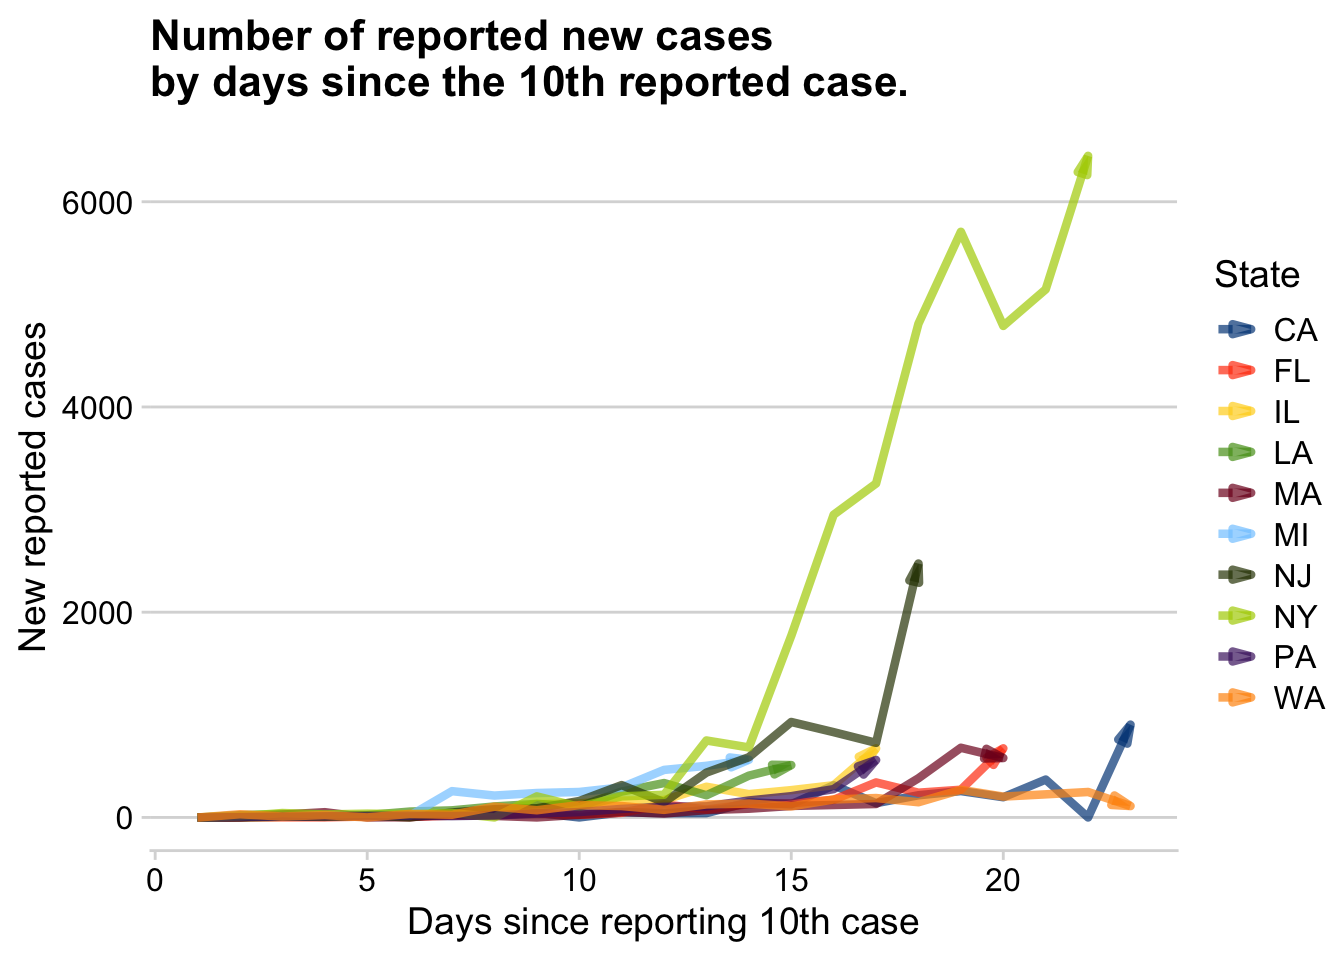 Number of reported new cases
by days since the 10th reported case.
New reported cases
6000
4000
2000
0
0
5
10
15
20
Days since reporting 10th case
State
CA
FL
IL
LA
MA
MI
NJ
NY
PA
WA